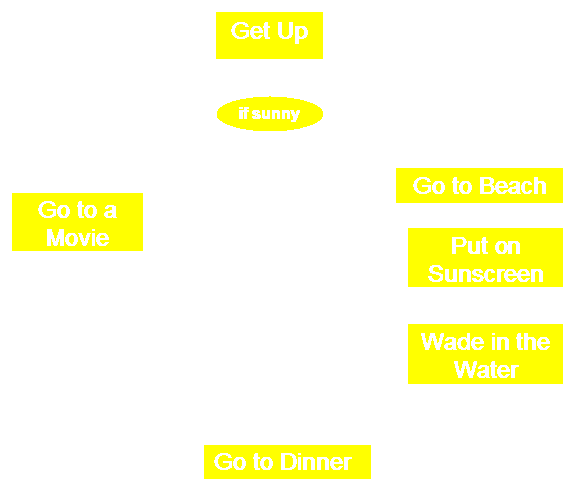 Get Up
if sunny
Go to Beach
Go to a
Movie
Put on
Sunscreen
Wade in the
Water
Go to Dinner